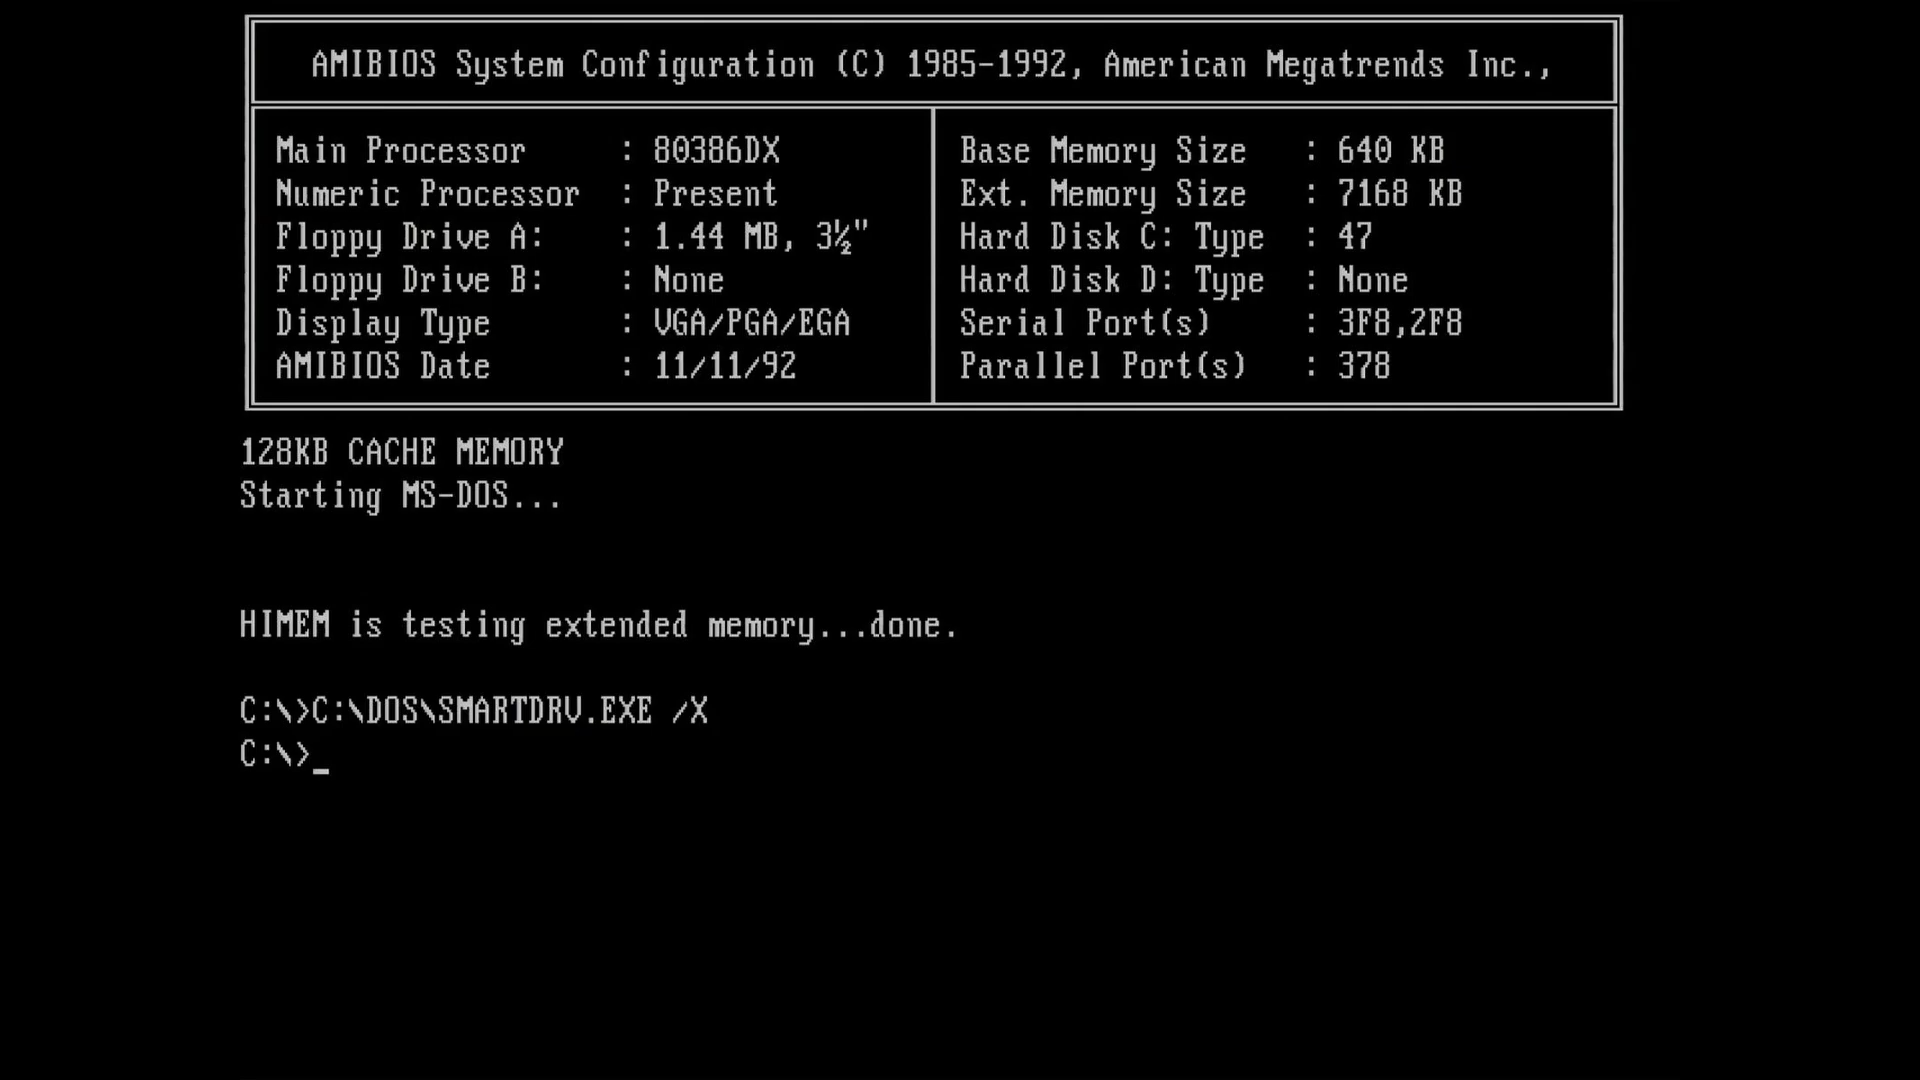 AMIBIOS System Configuration (C) 1985-1992, American Megatrends Inc.,
Main Processor : 80386DX
Numeric Processor : Present
Floppy Drive A: : 1.44 MB, 3½"
Floppy Drive B: : None
Display Type : VGA/PGA/EGA
AMIBIOS Date : 11/11/92
Base Memory Size : 640 KB
Ext. Memory Size : 7168 KB
Hard Disk C: Type : 47
Hard Disk D: Type : None
Serial Port(s) : 3F8,2F8
Parallel Port(s) : 378
128KB CACHE MEMORY
Starting MS-DOS...
HIMEM is testing extended memory...done.
C:\>C:\DOS\SMARTDRV.EXE /X
C:\>_